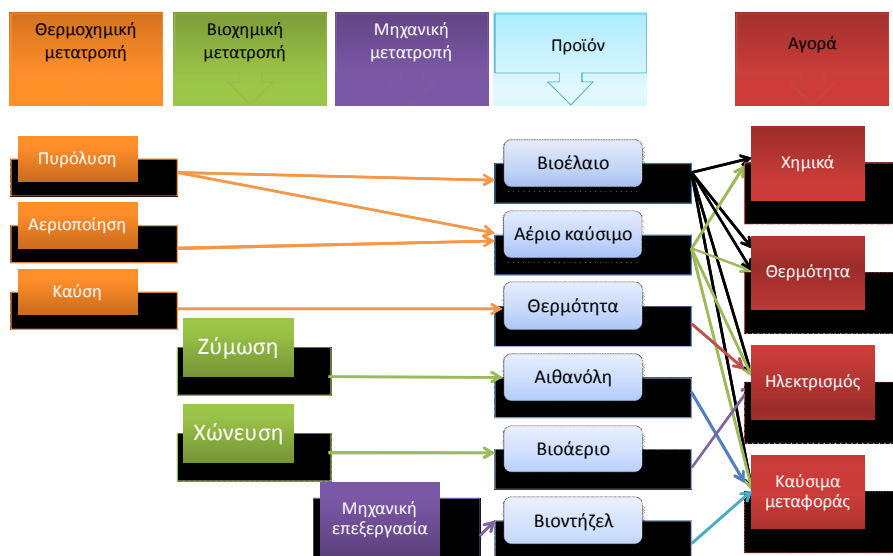 Θερμοχημική
μετατροπή
Βιοχημική
μετατροπή
Μηχανική
μετατροπή
Προϊόν
Αγορά
Πυρόλυση
Βιοέλαιο
Χημικά
Αεριοποίηση
Αέριο καύσιμο
Θερμότητα
Καύση
Θερμότητα
Ζύμωση
Αιθανόλη
Ηλεκτρισμός
Χώνευση
Βιοάεριο
Καύσιμα
μεταφοράς
Μηχανική
επεξεργασία
Βιοντήζελ